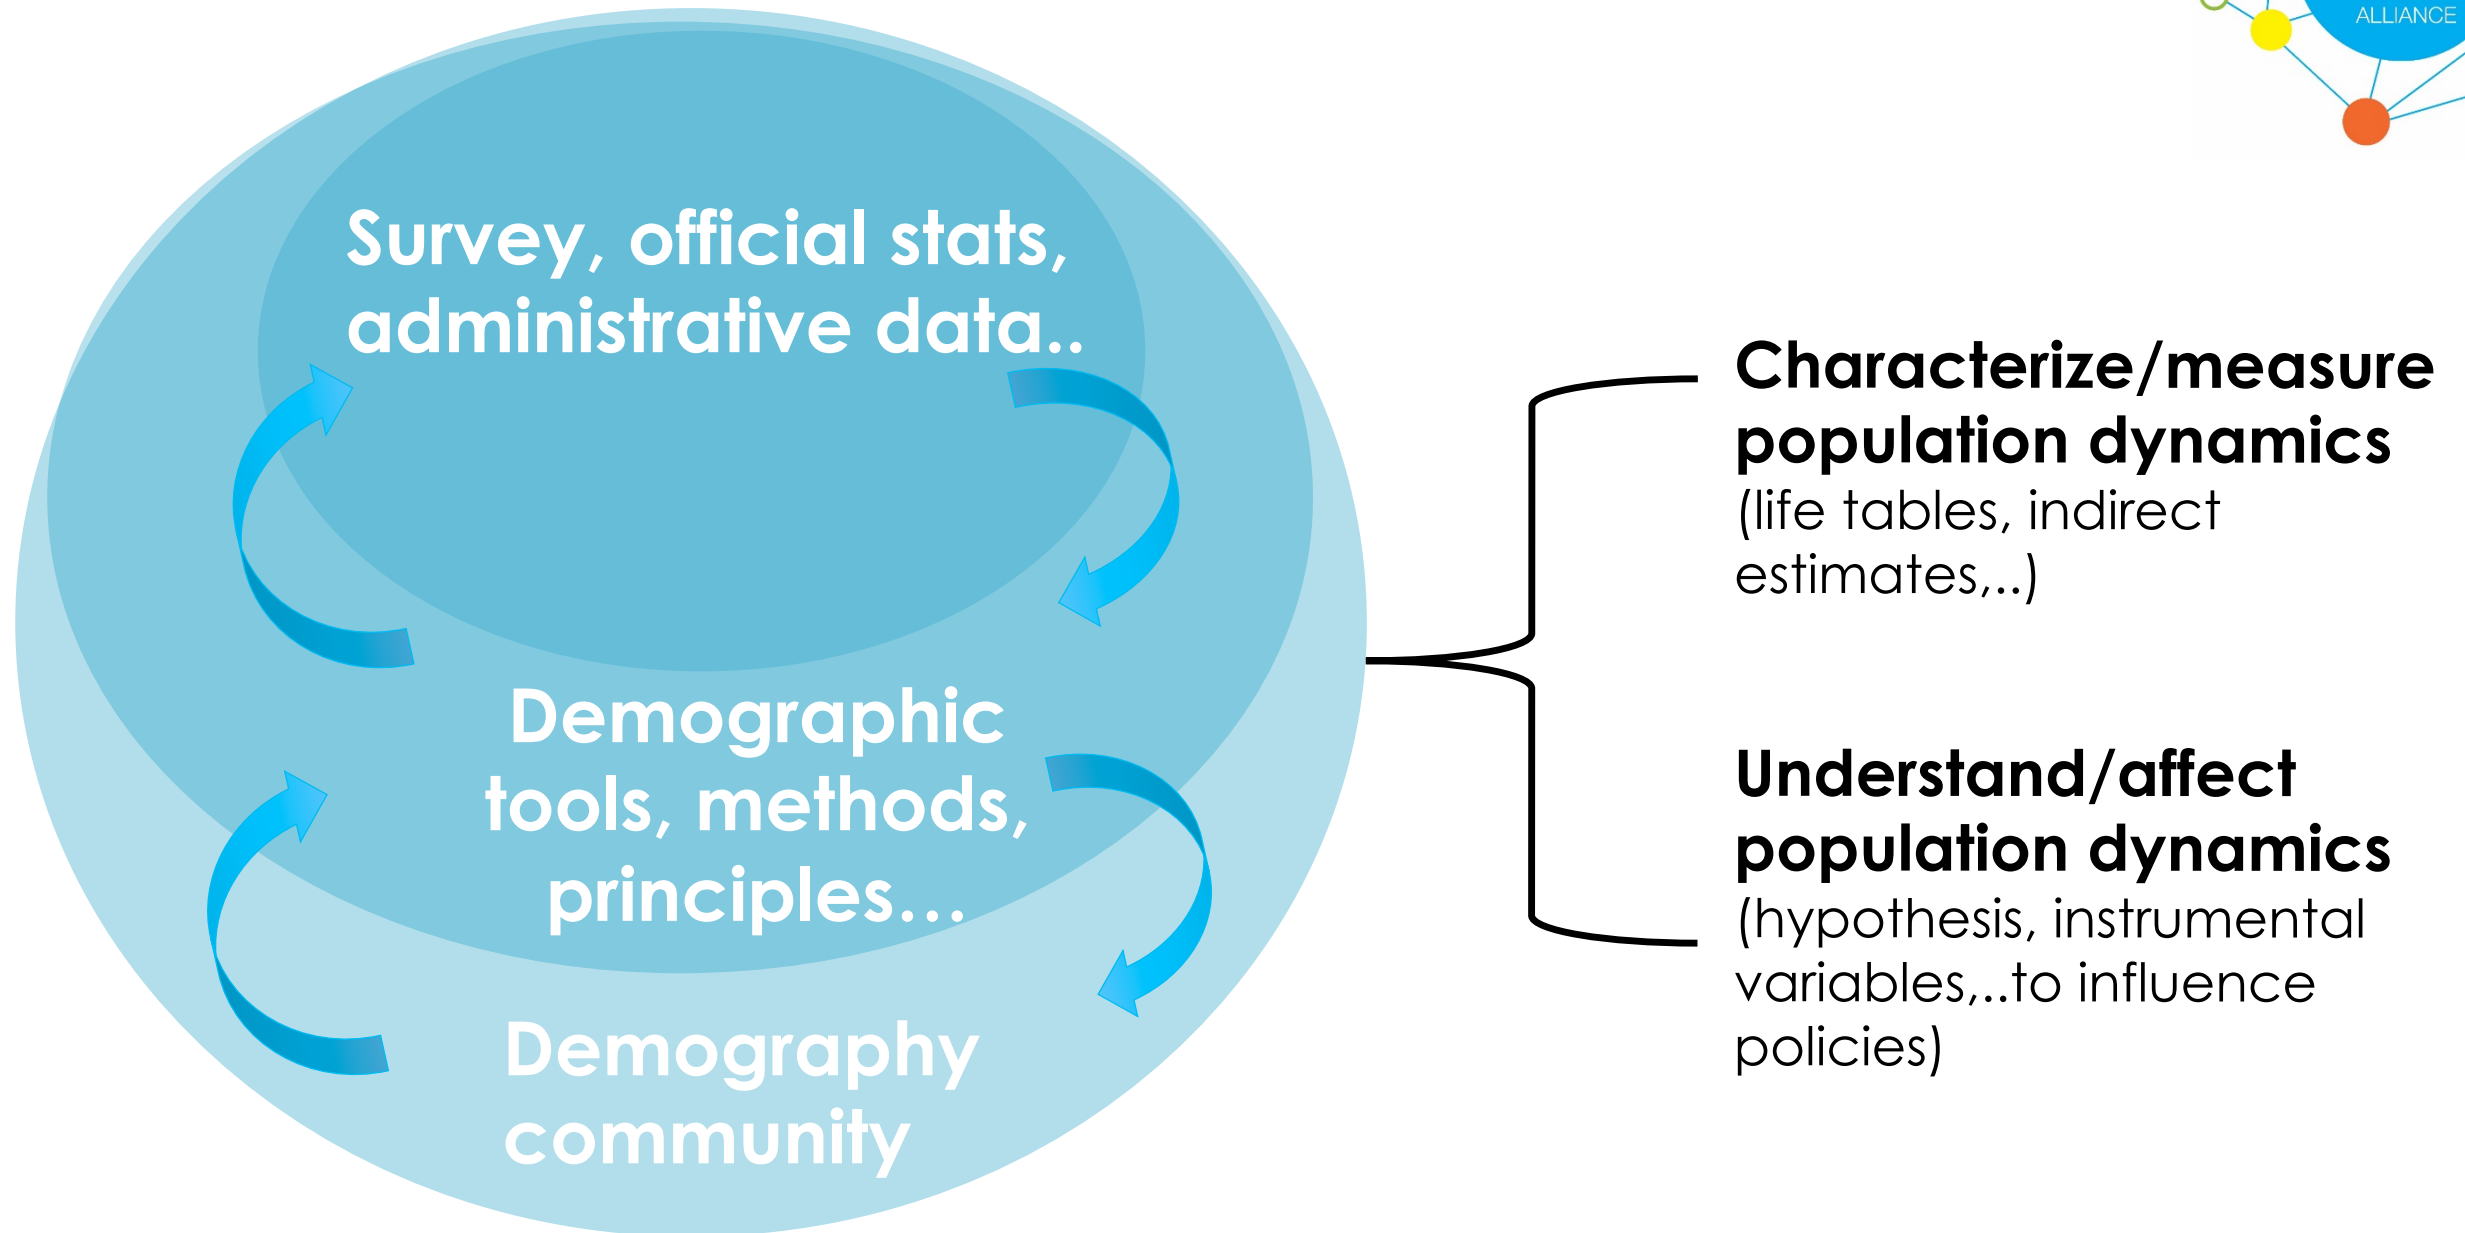 ALLIANCE
Survey, official stats,
administrative data..
Demographic
tools, methods,
principles...
Demography
community
Characterize/measure
population dynamics
(life tables, indirect
estimates,..)
Understand/affect
population dynamics
(hypothesis, instrumental
variables,..to influence
policies)